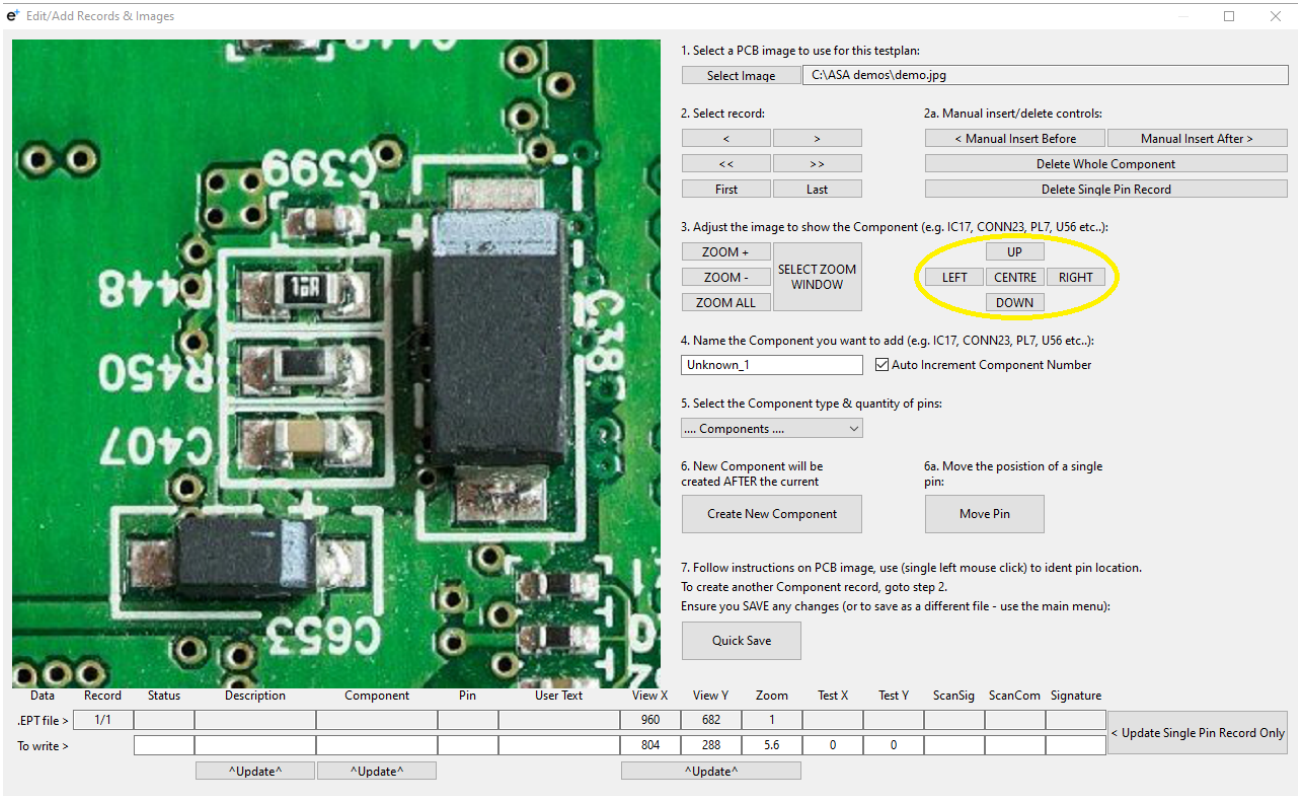 e+ Edit/Add Records & Images
C399
R448
10A
R450
C407
C38
C653
1. Select a PCB image to use for this testplan:
Select Image
C:\ASA demos\demo.jpg
2. Select record:
2a. Manual insert/delete controls:
< >
< Manual Insert Before Manual Insert After >
<< >>
Delete Whole Component
First Last
Delete Single Pin Record
3. Adjust the image to show the Component (e.g. IC17, CONN23, PL7, U56 etc..):
ZOOM +
UP
ZOOM -
SELECT ZOOM
WINDOW
LEFT CENTRE RIGHT
ZOOM ALL
DOWN
4. Name the Component you want to add (e.g. IC17, CONN23, PL7, U56 etc..):
Unknown_1
Auto Increment Component Number
5. Select the Component type & quantity of pins:
.... Components ....
6. New Component will be
created AFTER the current
6a. Move the posistion of a single
pin:
Create New Component
Move Pin
7. Follow instructions on PCB image, use (single left mouse click) to ident pin location.
To create another Component record, goto step 2.
Ensure you SAVE any changes (or to save as a different file - use the main menu):
Quick Save
Data Record Status Description Component Pin User Text View X View Y Zoom Test X Test Y ScanSig ScanCom Signature
.EPT file > 1/1 960 682 1
< Update Single Pin Record Only
To write > 804 288 5.6 0 0
^Update^ ^Update^ ^Update^